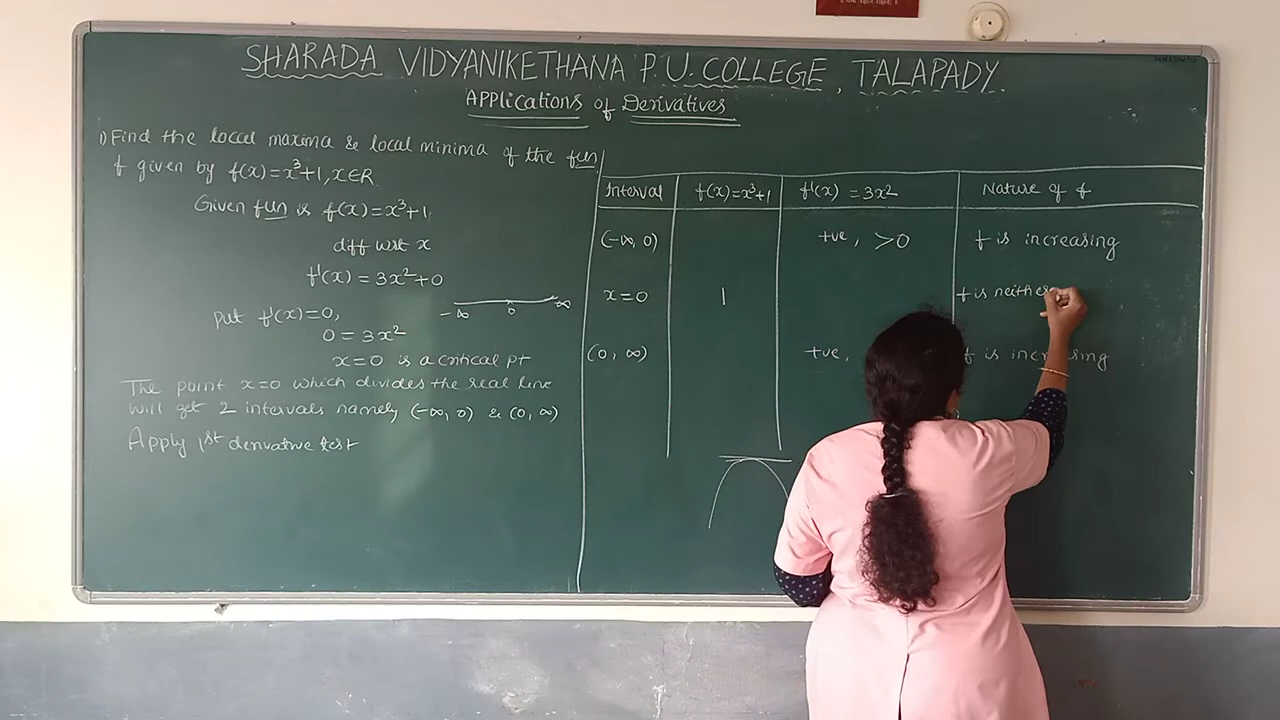 SHARADA VIDYANIKETHANA P.U.COLLEGE, TALAPADY.
APPlications of Derivatives
1) Find the local maxima & local minima of the fun
f given by f(x)=x³+1, x∈R
Given fun is f(x)=x³+1
diff wrt x
f'(x) = 3x²+0
put f'(x)=0,
0 = 3x²
x=0 is a critical pt
-∞ 0 ∞
The point x=0 which divides the real line
will get 2 intervals namely (-∞, 0) & (0, ∞)
Apply 1st derivative test
Interval f(x)=x³+1 f'(x) = 3x² Nature of f
(-∞, 0) +ve, >0 f is increasing
x=0 1 f is neither
(0, ∞) +ve, f is increasing